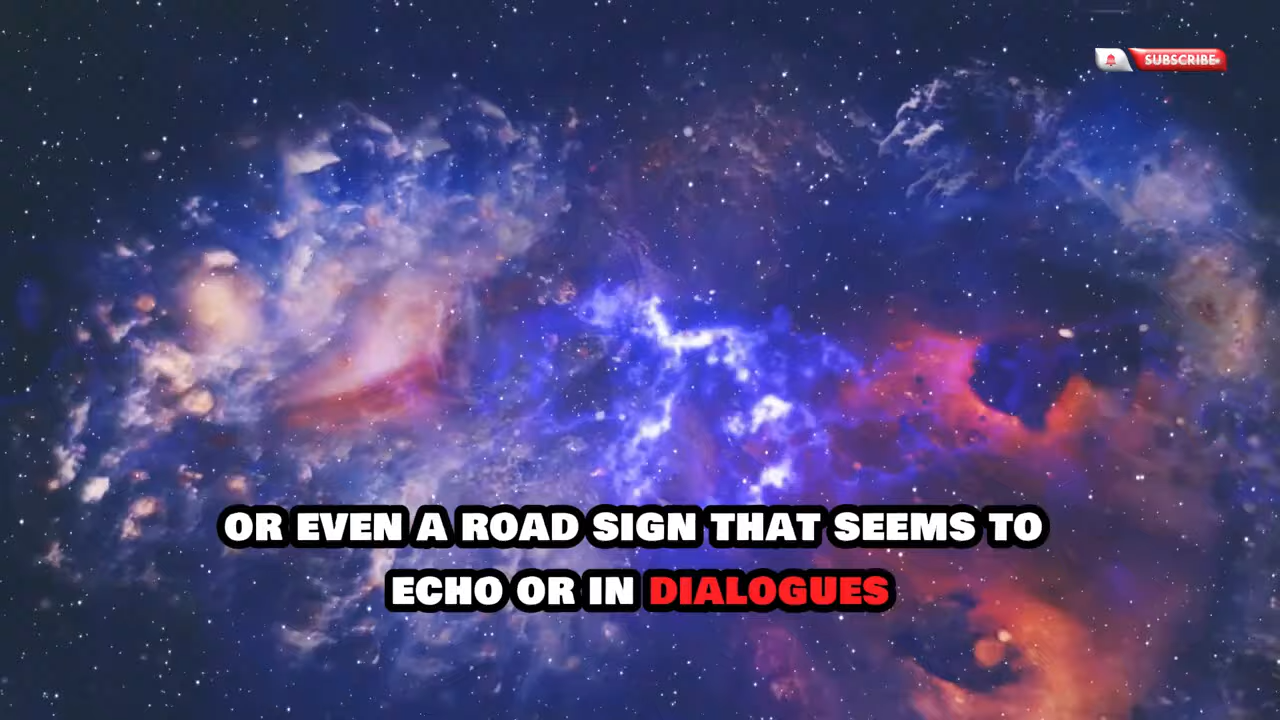 SUBSCRIBE
OR EVEN A ROAD SIGN THAT SEEMS TO
ECHO OR IN DIALOGUES